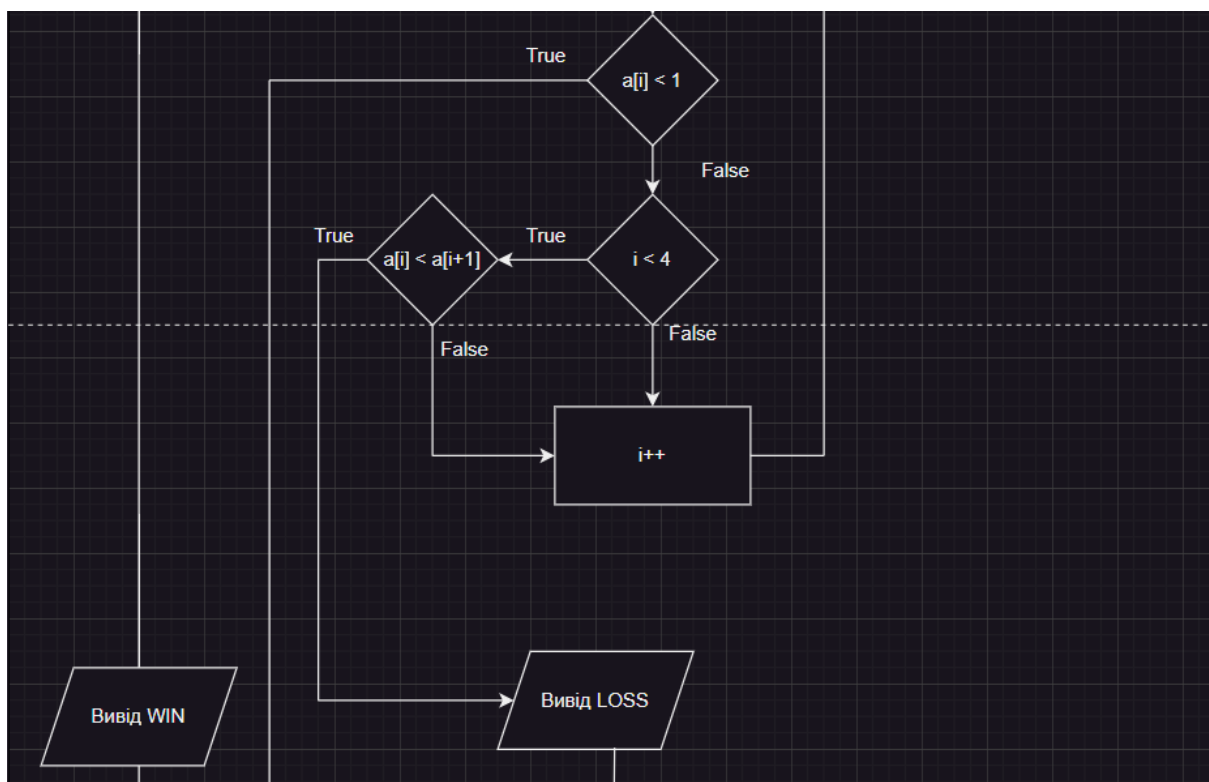 True
a[i] < 1
False
True
a[i] < a[i+1]
True
i < 4
False
False
i++
Вивід WIN
Вивід LOSS